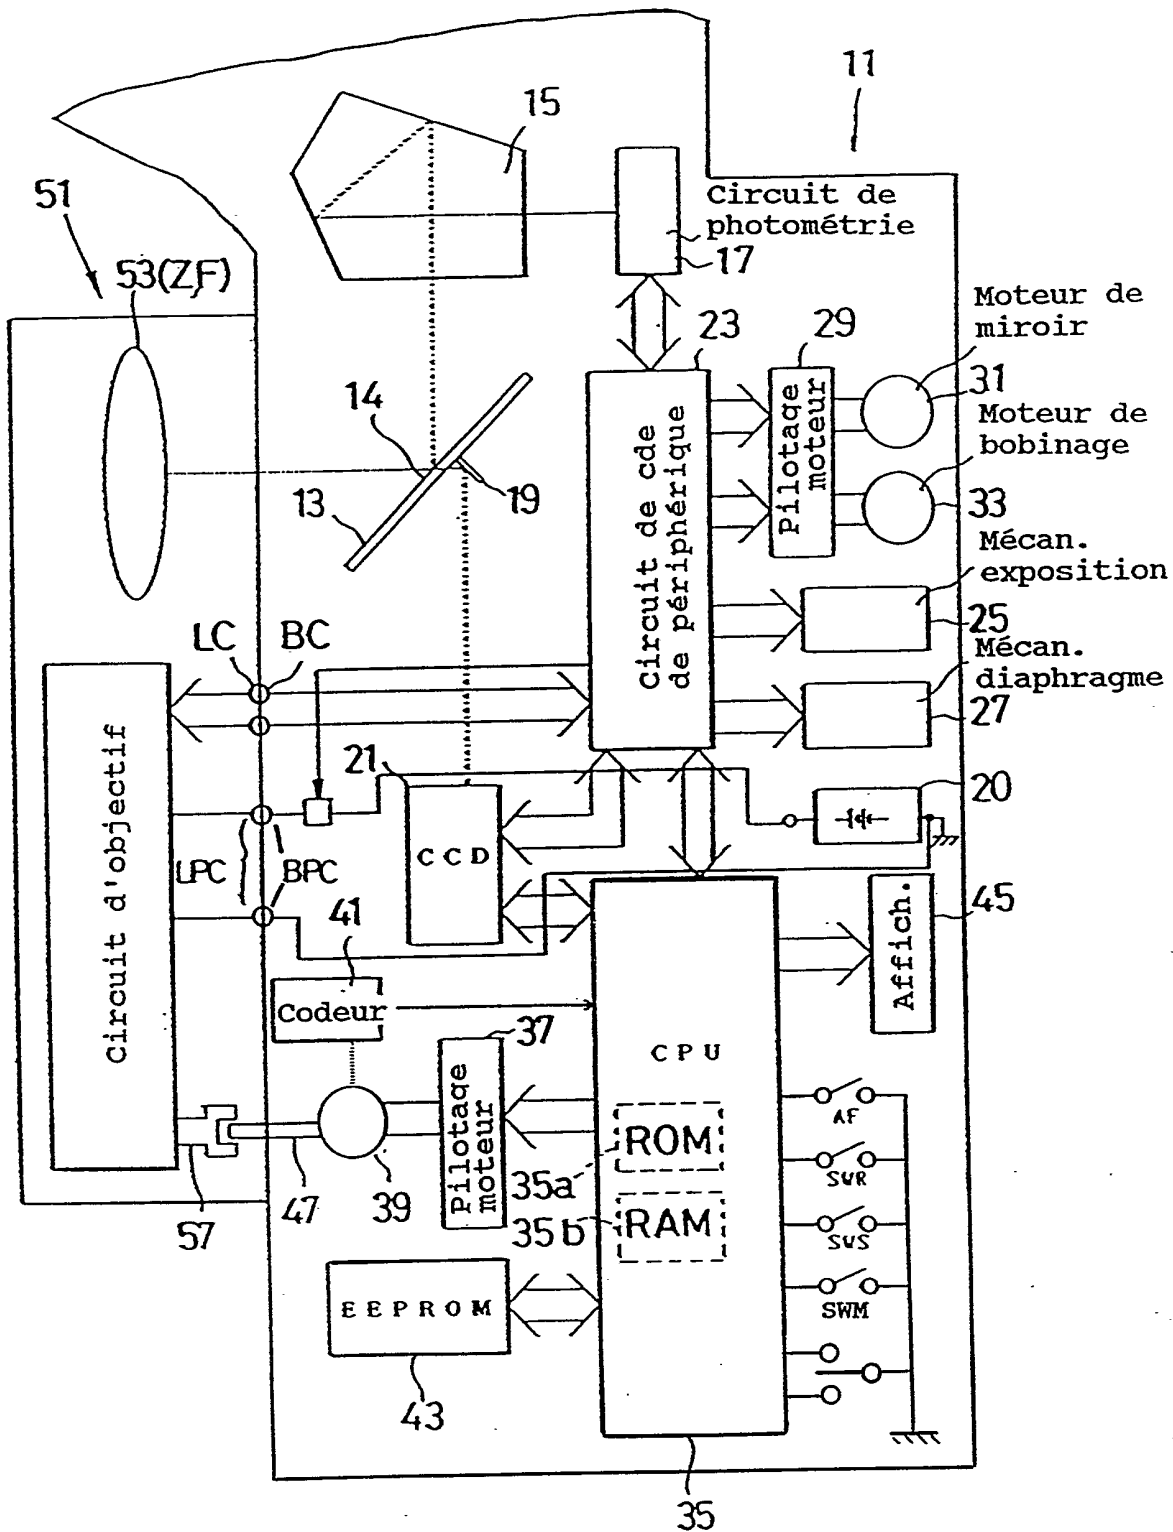 11
15
Circuit de
photométrie
17
51
53(ZF)
Moteur de
miroir
23
29
31
Moteur de
bobinage
14
13
19
Circuit de cde
de périphérique
Pilotage
moteur
33
Mécan.
exposition
25
LC
BC
Mécan.
diaphragme
27
21
20
CCD
LPC
BPC
Circuit d'objectif
41
45
Affich.
Codeur
37
CPU
Pilotage
moteur
AF
ROM
35a
SWR
35b
RAM
SWS
57
47
39
SWM
EEPROM
43
35